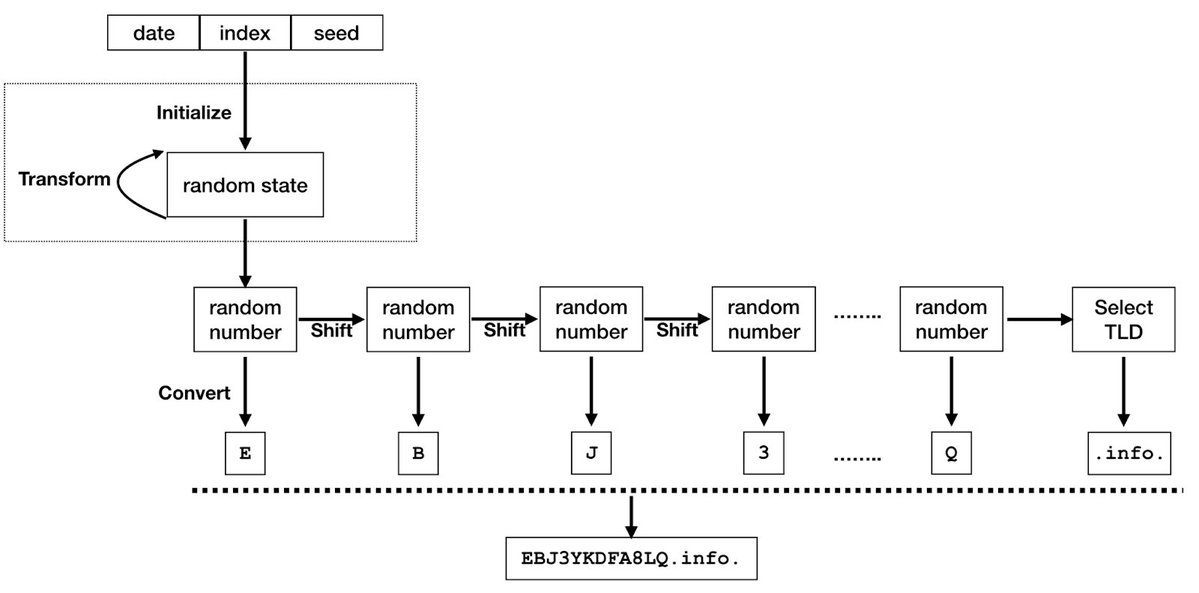 date index seed
Initialize
Transform
random state
random random random random ........ random Select
number number number number number TLD
Shift Shift Shift
Convert
E B J 3 ........ Q .info.
EBJ3YKDFA8LQ.info.